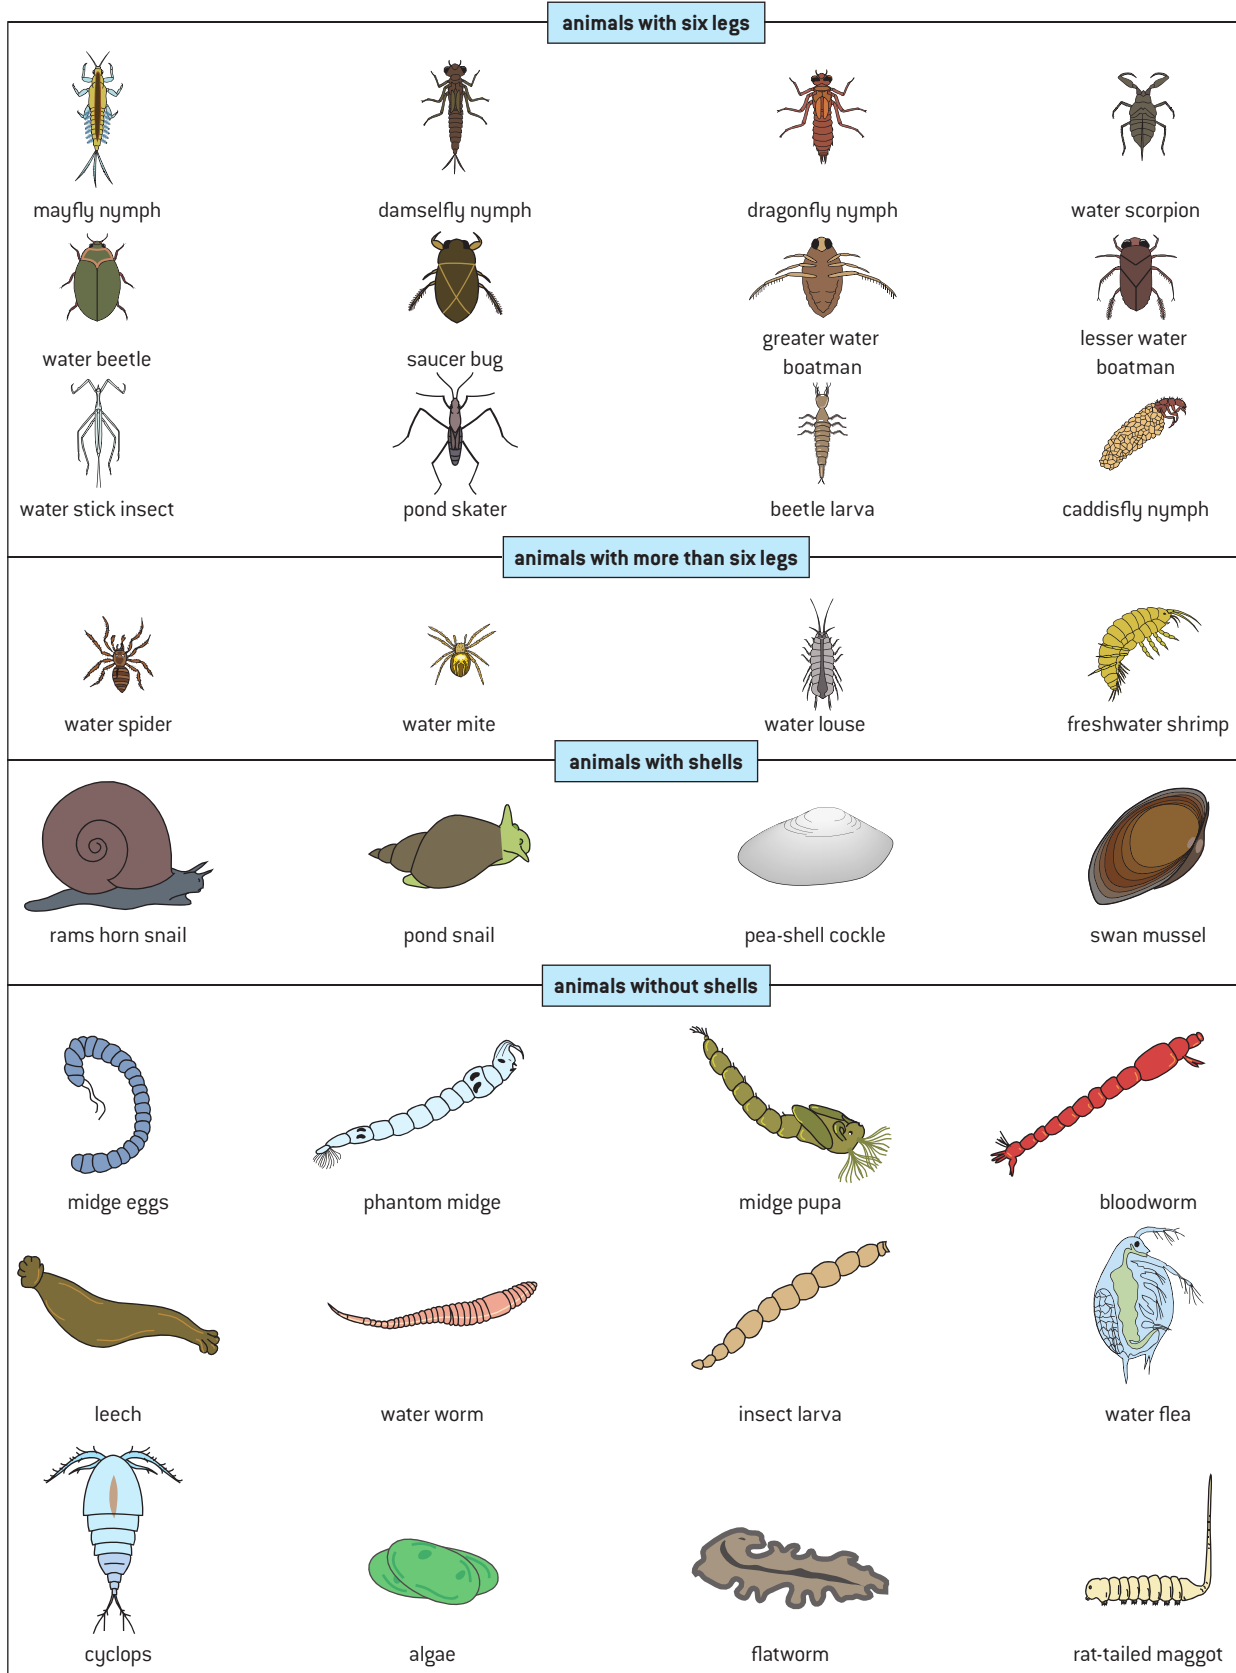 animals with six legs
mayfly nymph
damselfly nymph
dragonfly nymph
water scorpion
water beetle
saucer bug
greater water
boatman
lesser water
boatman
water stick insect
pond skater
beetle larva
caddisfly nymph
animals with more than six legs
water spider
water mite
water louse
freshwater shrimp
animals with shells
rams horn snail
pond snail
pea-shell cockle
swan mussel
animals without shells
midge eggs
phantom midge
midge pupa
bloodworm
leech
water worm
insect larva
water flea
cyclops
algae
flatworm
rat-tailed maggot